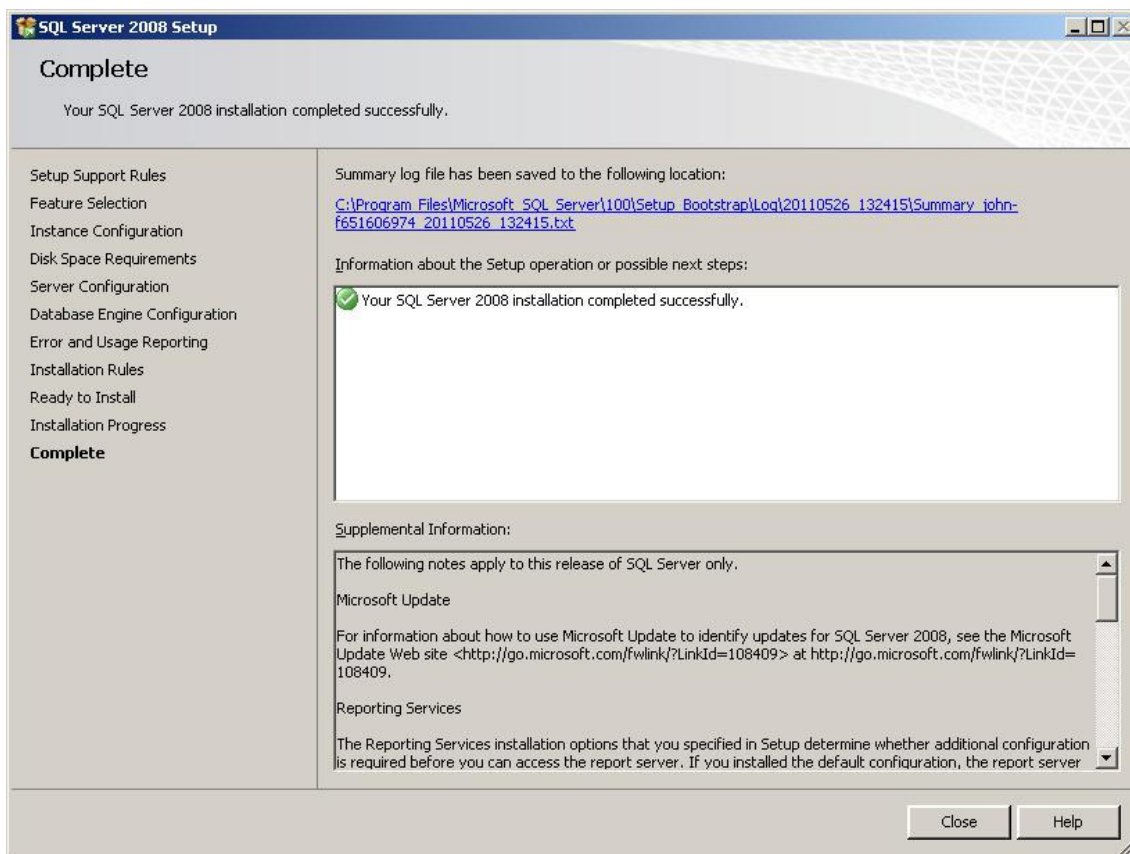 SQL Server 2008 Setup
Complete
Your SQL Server 2008 installation completed successfully.
Setup Support Rules
Feature Selection
Instance Configuration
Disk Space Requirements
Server Configuration
Database Engine Configuration
Error and Usage Reporting
Installation Rules
Ready to Install
Installation Progress
Complete
Summary log file has been saved to the following location:
C:\Program Files\Microsoft SQL Server\100\Setup Bootstrap\Log\20110526_132415\Summary_john-
f651606974_20110526_132415.txt
Information about the Setup operation or possible next steps:
Your SQL Server 2008 installation completed successfully.
Supplemental Information:
The following notes apply to this release of SQL Server only.
Microsoft Update
For information about how to use Microsoft Update to identify updates for SQL Server 2008, see the Microsoft
Update Web site <http://go.microsoft.com/fwlink/?LinkId=108409> at http://go.microsoft.com/fwlink/?LinkId=
108409.
Reporting Services
The Reporting Services installation options that you specified in Setup determine whether additional configuration
is required before you can access the report server. If you installed the default configuration, the report server
Close
Help